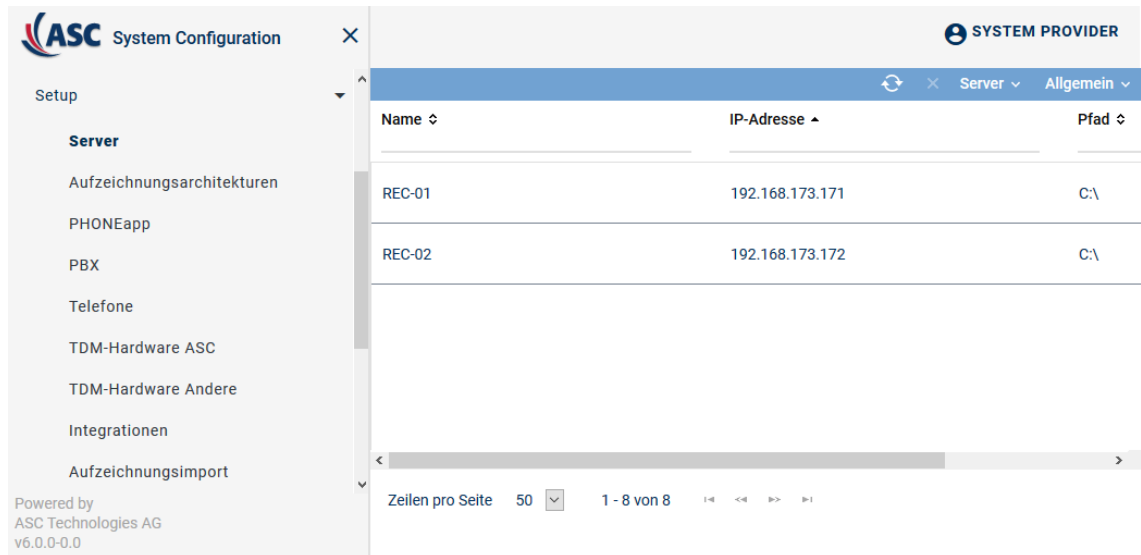 ASC System Configuration
SYSTEM PROVIDER
Server Allgemein
Setup
Server
Aufzeichnungsarchitekturen
PHONEapp
PBX
Telefone
TDM-Hardware ASC
TDM-Hardware Andere
Integrationen
Aufzeichnungsimport
Powered by
ASC Technologies AG
v6.0.0-0.0
Name IP-Adresse Pfad
REC-01 192.168.173.171 C:\
REC-02 192.168.173.172 C:\
Zeilen pro Seite 50 1 - 8 von 8